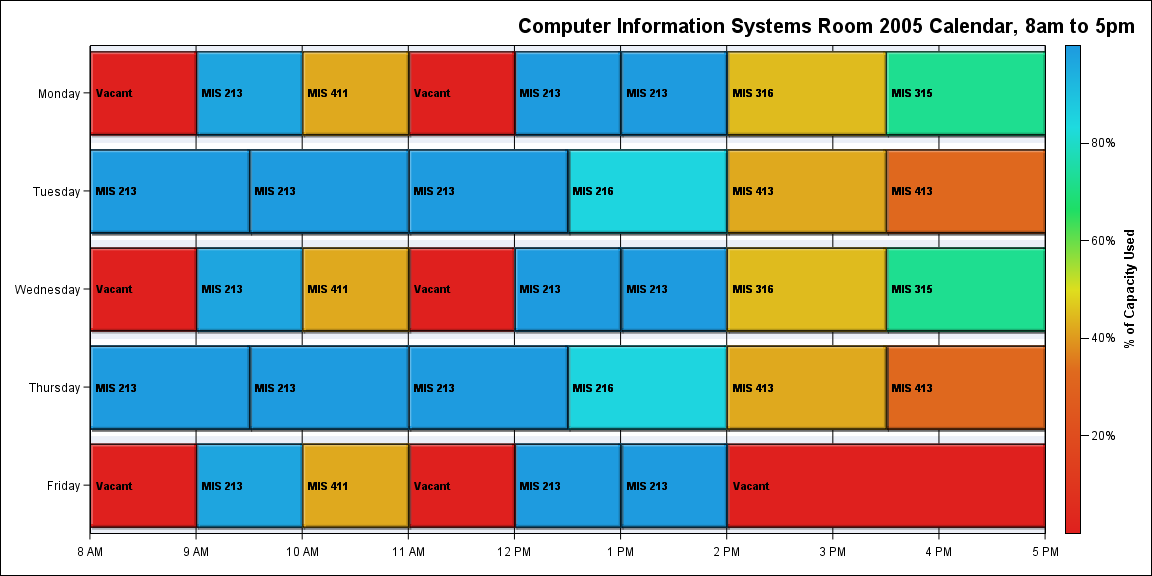 Computer Information Systems Room 2005 Calendar, 8am to 5pm
Monday
Vacant
MIS 213
MIS 411
Vacant
MIS 213
MIS 213
MIS 316
MIS 315
Tuesday
MIS 213
MIS 213
MIS 213
MIS 216
MIS 413
MIS 413
Wednesday
Vacant
MIS 213
MIS 411
Vacant
MIS 213
MIS 213
MIS 316
MIS 315
Thursday
MIS 213
MIS 213
MIS 213
MIS 216
MIS 413
MIS 413
Friday
Vacant
MIS 213
MIS 411
Vacant
MIS 213
MIS 213
Vacant
8 AM
9 AM
10 AM
11 AM
12 PM
1 PM
2 PM
3 PM
4 PM
5 PM
80%
60%
40%
20%
% of Capacity Used